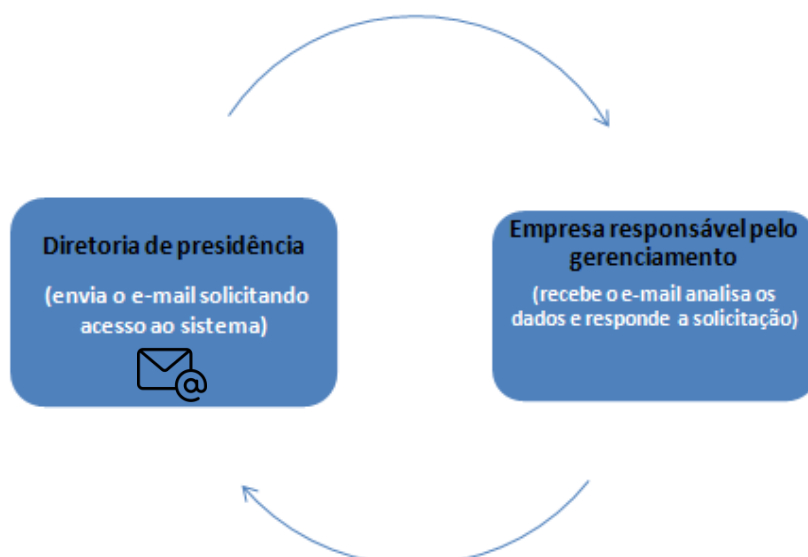 Diretoria de presidência
(envia o e-mail solicitando
acesso ao sistema)
@
Empresa responsável pelo
gerenciamento
(recebe o e-mail analisa os
dados e responde a solicitação)